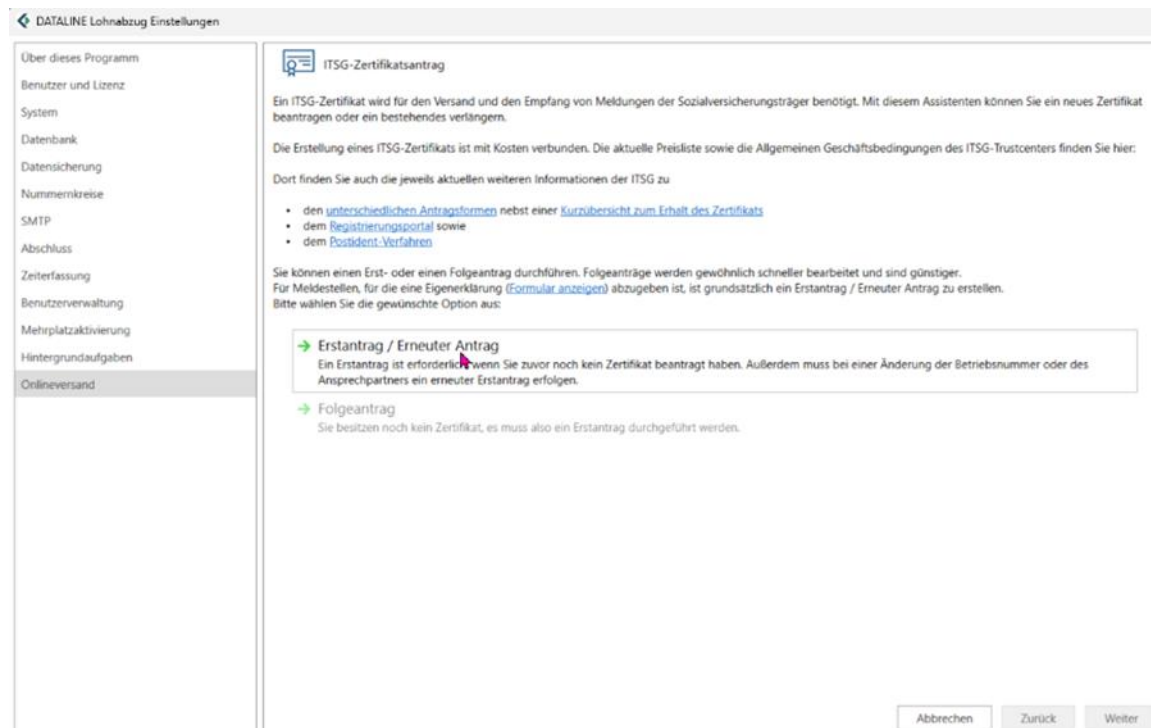 DATALINE Lohnabzug Einstellungen
Über dieses Programm
Benutzer und Lizenz
System
Datenbank
Datensicherung
Nummernkreise
SMTP
Abschluss
Zeiterfassung
Benutzerverwaltung
Mehrplatzaktivierung
Hintergrundaufgaben
Onlineversand
ITSG-Zertifikatsantrag
Ein ITSG-Zertifikat wird für den Versand und den Empfang von Meldungen der Sozialversicherungsträger benötigt. Mit diesem Assistenten können Sie ein neues Zertifikat
beantragen oder ein bestehendes verlängern.
Die Erstellung eines ITSG-Zertifikats ist mit Kosten verbunden. Die aktuelle Preisliste sowie die Allgemeinen Geschäftsbedingungen des ITSG-Trustcenters finden Sie hier:
Dort finden Sie auch die jeweils aktuellen weiteren Informationen der ITSG zu
• den unterschiedlichen Antragsformen nebst einer Kurzübersicht zum Erhalt des Zertifikats
• dem Registrierungsportal sowie
• dem Postident-Verfahren
Sie können einen Erst- oder einen Folgeantrag durchführen. Folgeanträge werden gewöhnlich schneller bearbeitet und sind günstiger.
Für Meldestellen, für die eine Eigenerklärung (Formular anzeigen) abzugeben ist, ist grundsätzlich ein Erstantrag / Erneuter Antrag zu erstellen.
Bitte wählen Sie die gewünschte Option aus:
Erstantrag / Erneuter Antrag
Ein Erstantrag ist erforderlich, wenn Sie zuvor noch kein Zertifikat beantragt haben. Außerdem muss bei einer Änderung der Betriebsnummer oder des
Ansprechpartners ein erneuter Erstantrag erfolgen.
Folgeantrag
Sie besitzen noch kein Zertifikat, es muss also ein Erstantrag durchgeführt werden.
Abbrechen
Zurück
Weiter